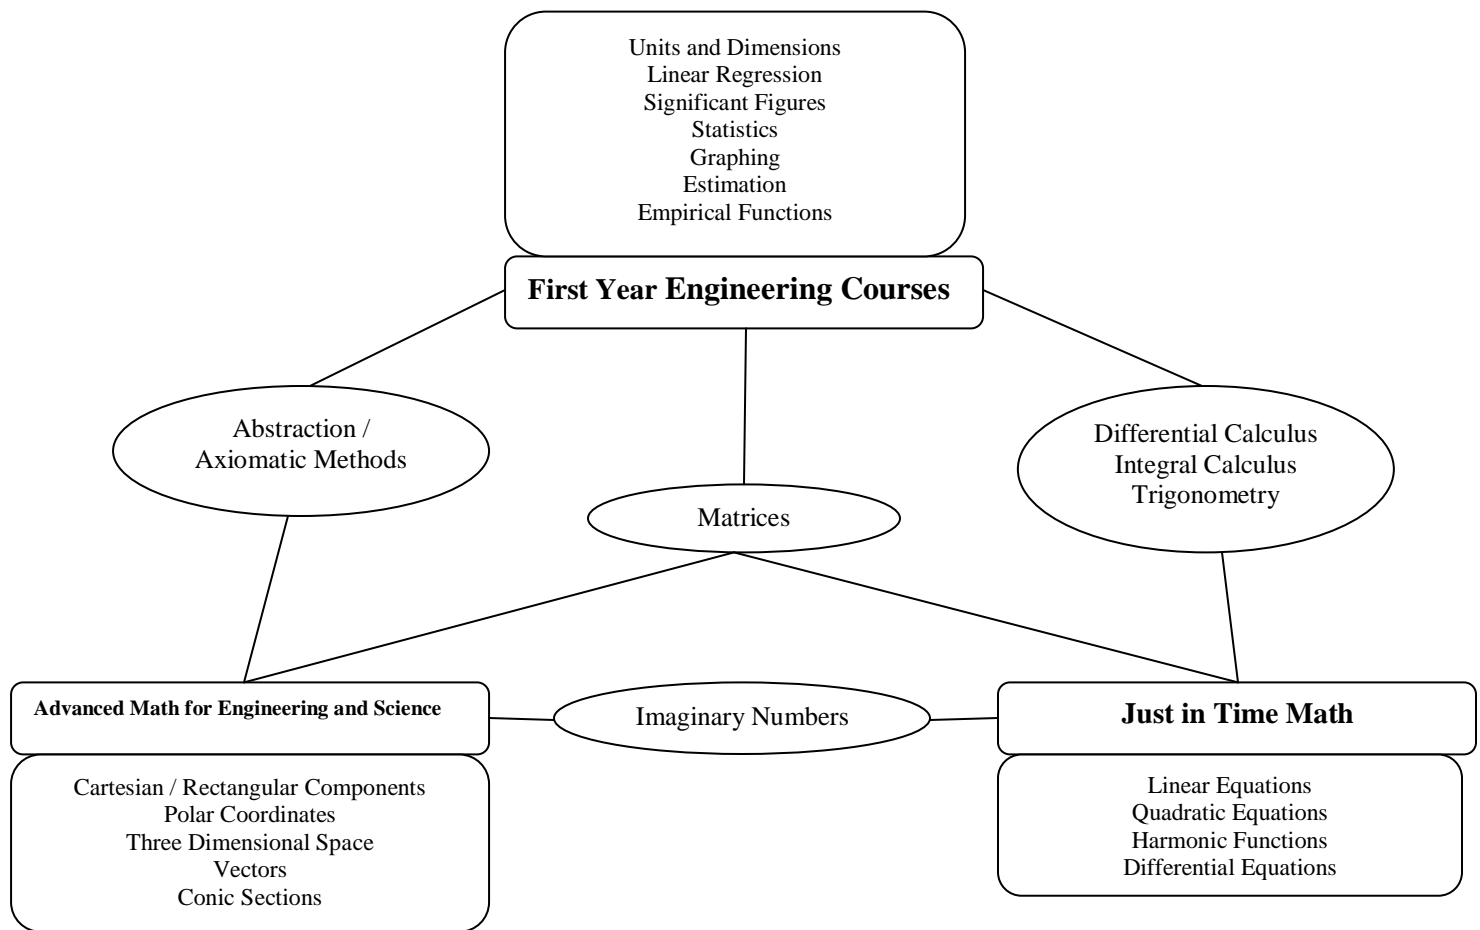 Units and Dimensions
Linear Regression
Significant Figures
Statistics
Graphing
Estimation
Empirical Functions
First Year Engineering Courses
Abstraction /
Axiomatic Methods
Differential Calculus
Integral Calculus
Trigonometry
Matrices
Advanced Math for Engineering and Science
Imaginary Numbers
Just in Time Math
Cartesian / Rectangular Components
Polar Coordinates
Three Dimensional Space
Vectors
Conic Sections
Linear Equations
Quadratic Equations
Harmonic Functions
Differential Equations